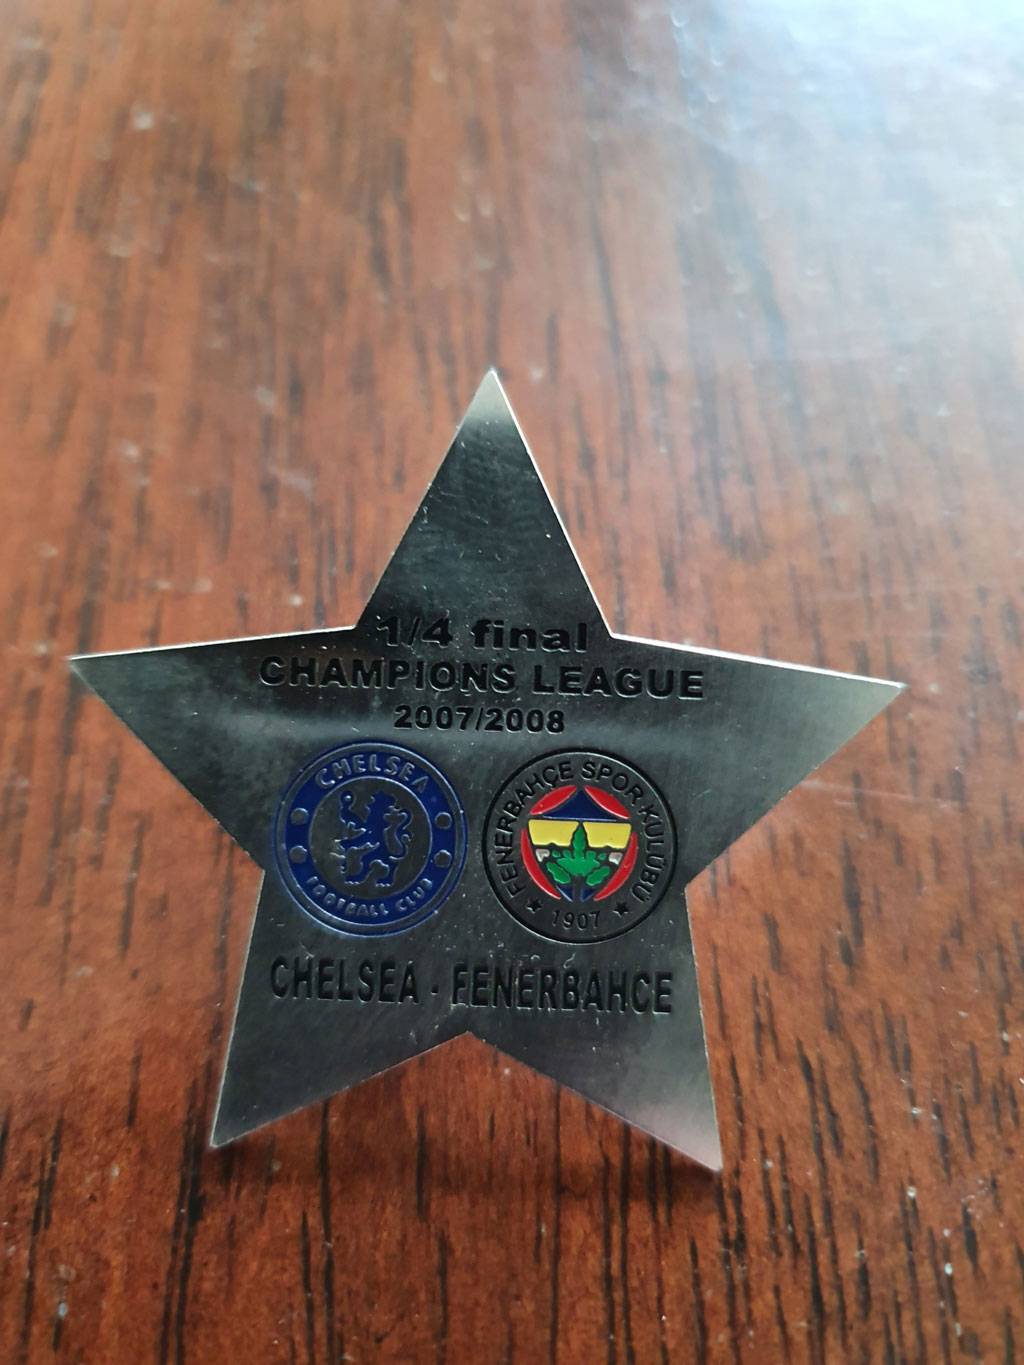 1/4 final
CHAMPIONS LEAGUE
2007/2008
CHELSEA
FOOTBALL CLUB
FENERBAHÇE SPOR KULÜBÜ
1907
CHELSEA - FENERBAHCE